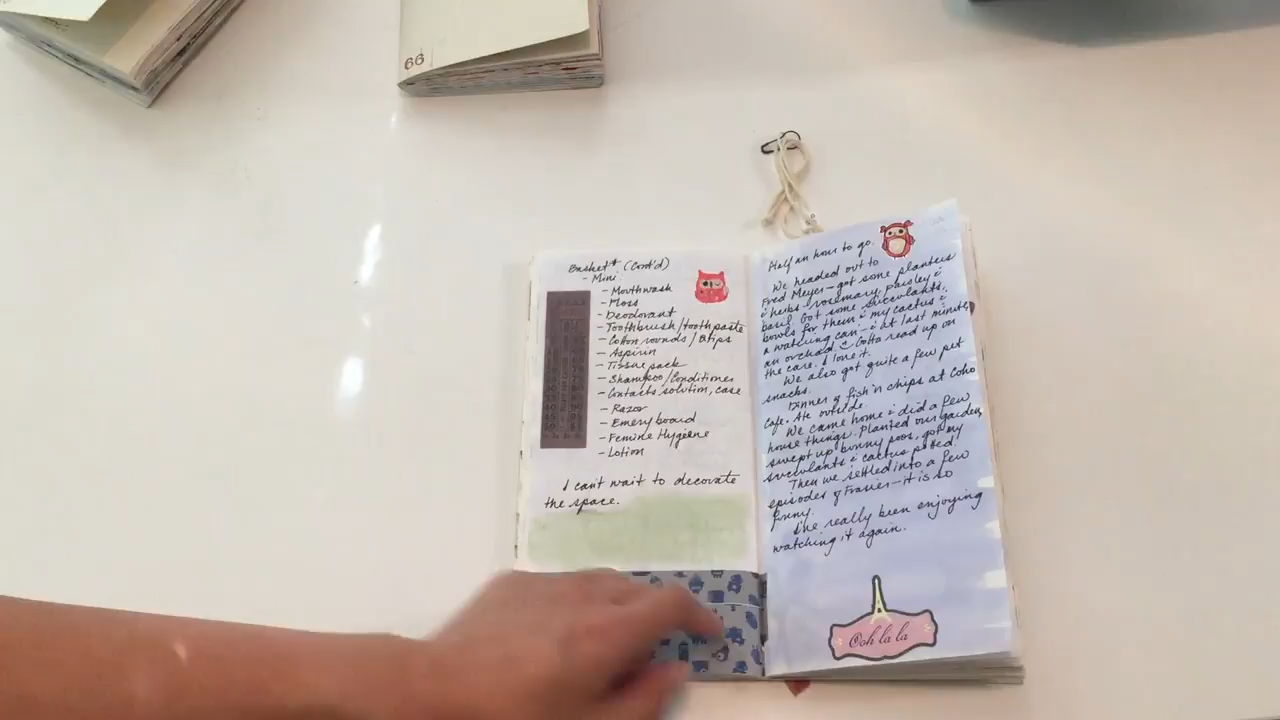 66
Basket* (Cont'd)
- Mini
- Mouthwash
- Floss
- Deodorant
- Toothbrush/toothpaste
- Cotton rounds / Qtips
- Aspirin
- Tissue pack
- Shampoo/Conditioner
- Contacts solution, case
- Razor
- Emery board
- Femine Hygiene
- Lotion
I can't wait to decorate
the space.
Half an hour to go.
We headed out to
Fred Meyer - got some planters
& herbs - rosemary, parsley &
basil. Got some succulents,
bowls for them & my cactus &
a watering can - & at last minute,
an orchid. Gotta read up on
the care. I love it.
We also got quite a few pet
snacks.
Dinner of fish 'n chips at Coho
Cafe. Ate outside.
We came home & did a few
house things. Planted our garden,
swept up bunny poos, got my
succulents & cactus potted.
Then we settled into a few
episodes of Frasier - it is so
funny.
I've really been enjoying
watching it again.
Ooh la la